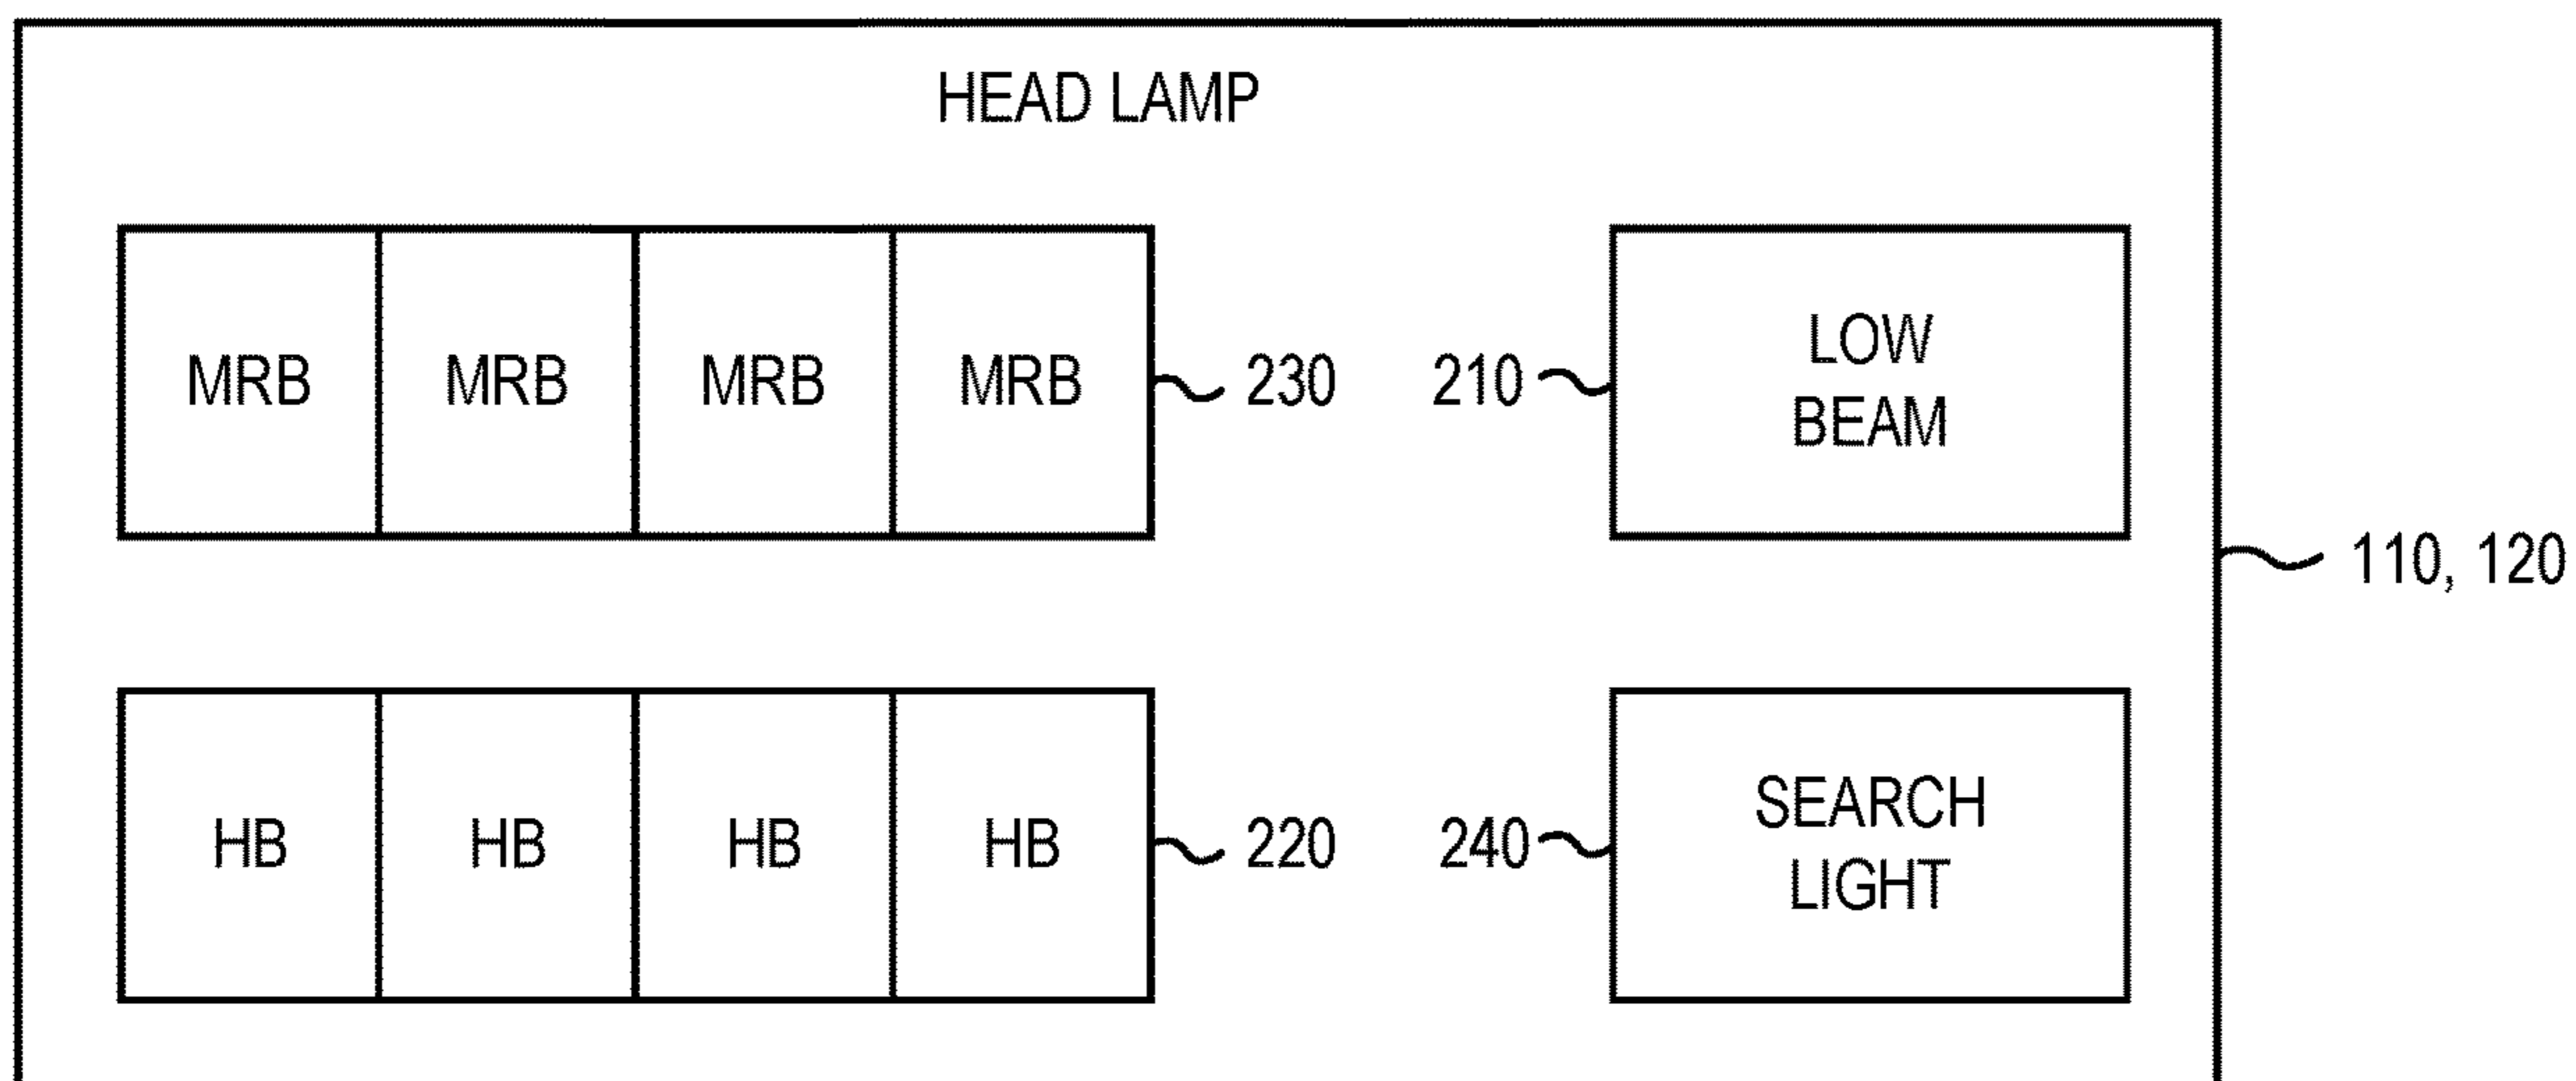 HEAD LAMP
MRB MRB MRB MRB 230 210 LOW
BEAM
110, 120
HB HB HB HB 220 240 SEARCH
LIGHT